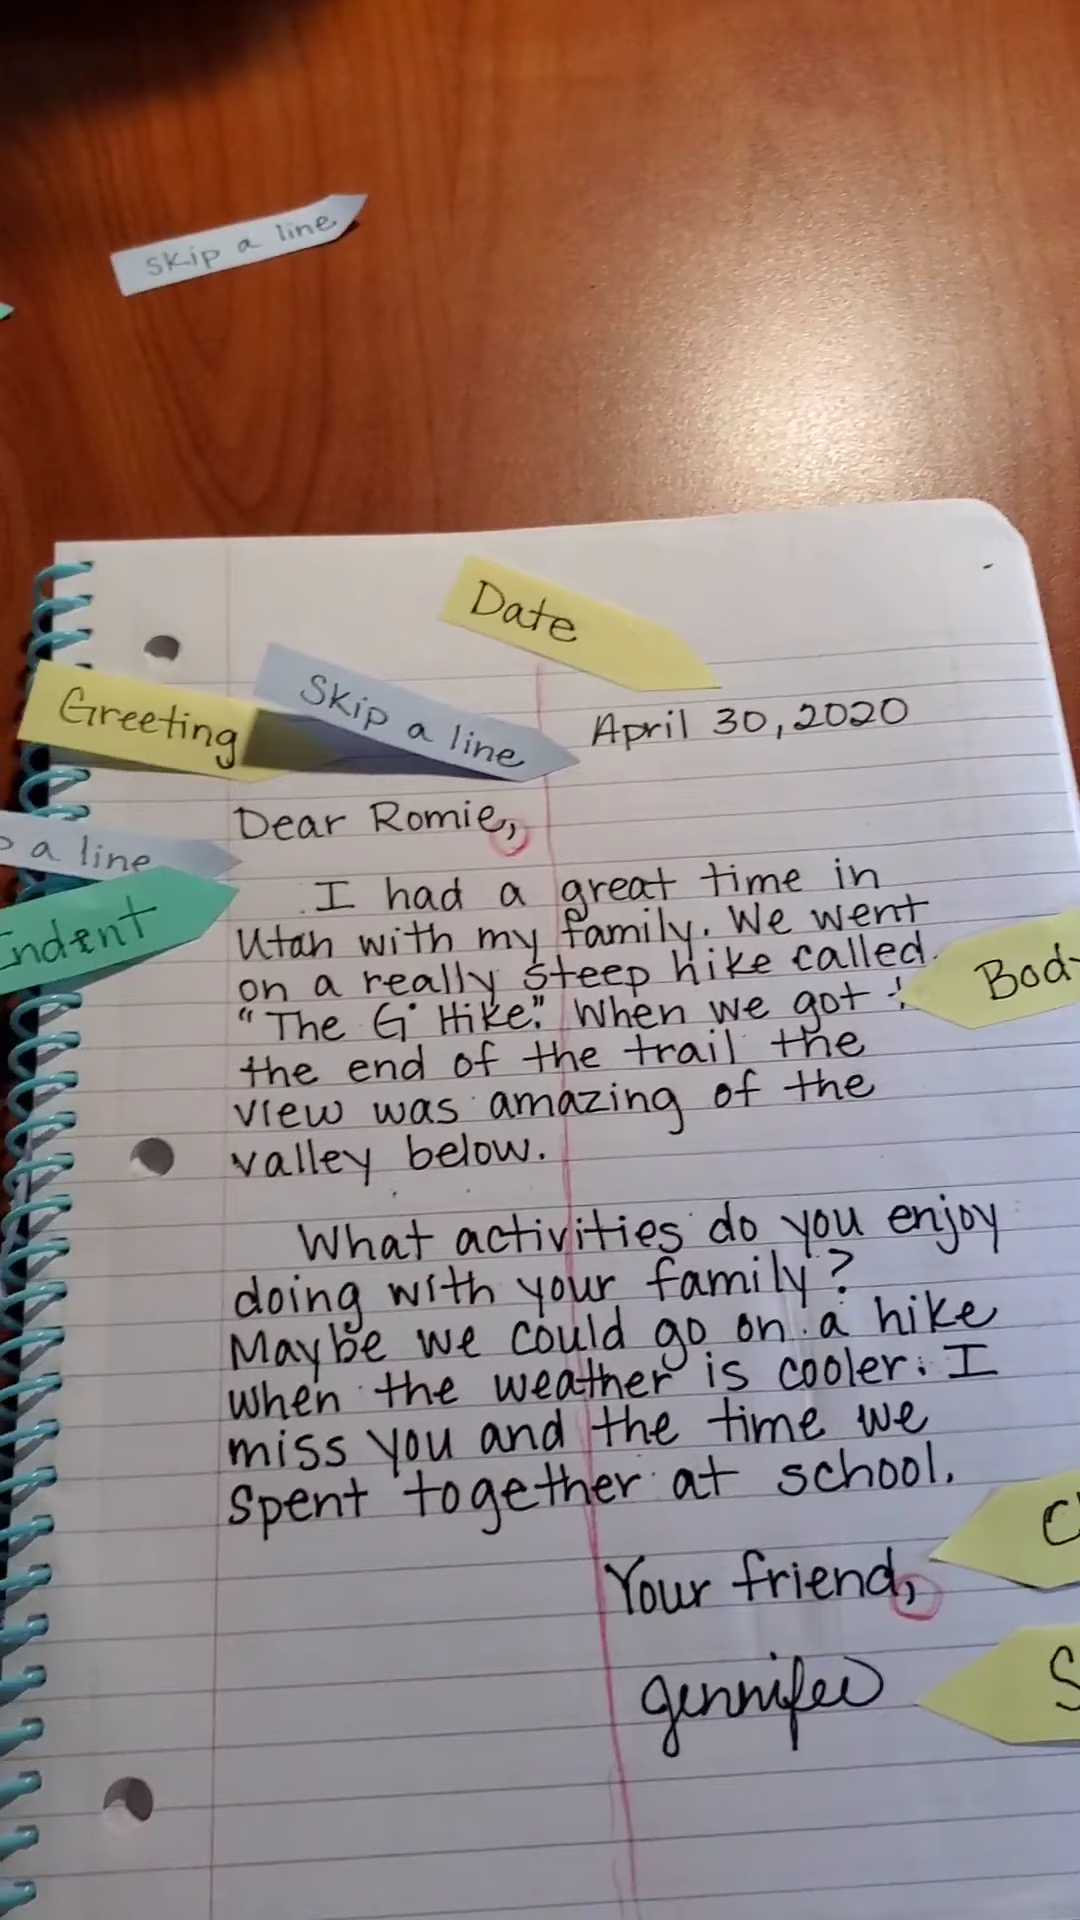 skip a line
Date
Greeting
Skip a line
April 30, 2020
Dear Romie,
a line
Indent
I had a great time in
Utah with my family. We went
on a really steep hike called
"The G Hike." When we got
Body
the end of the trail the
view was amazing of the
valley below.
What activities do you enjoy
doing with your family?
Maybe we could go on a hike
when the weather is cooler. I
miss you and the time we
spent together at school.
Your friend,
Jennifer